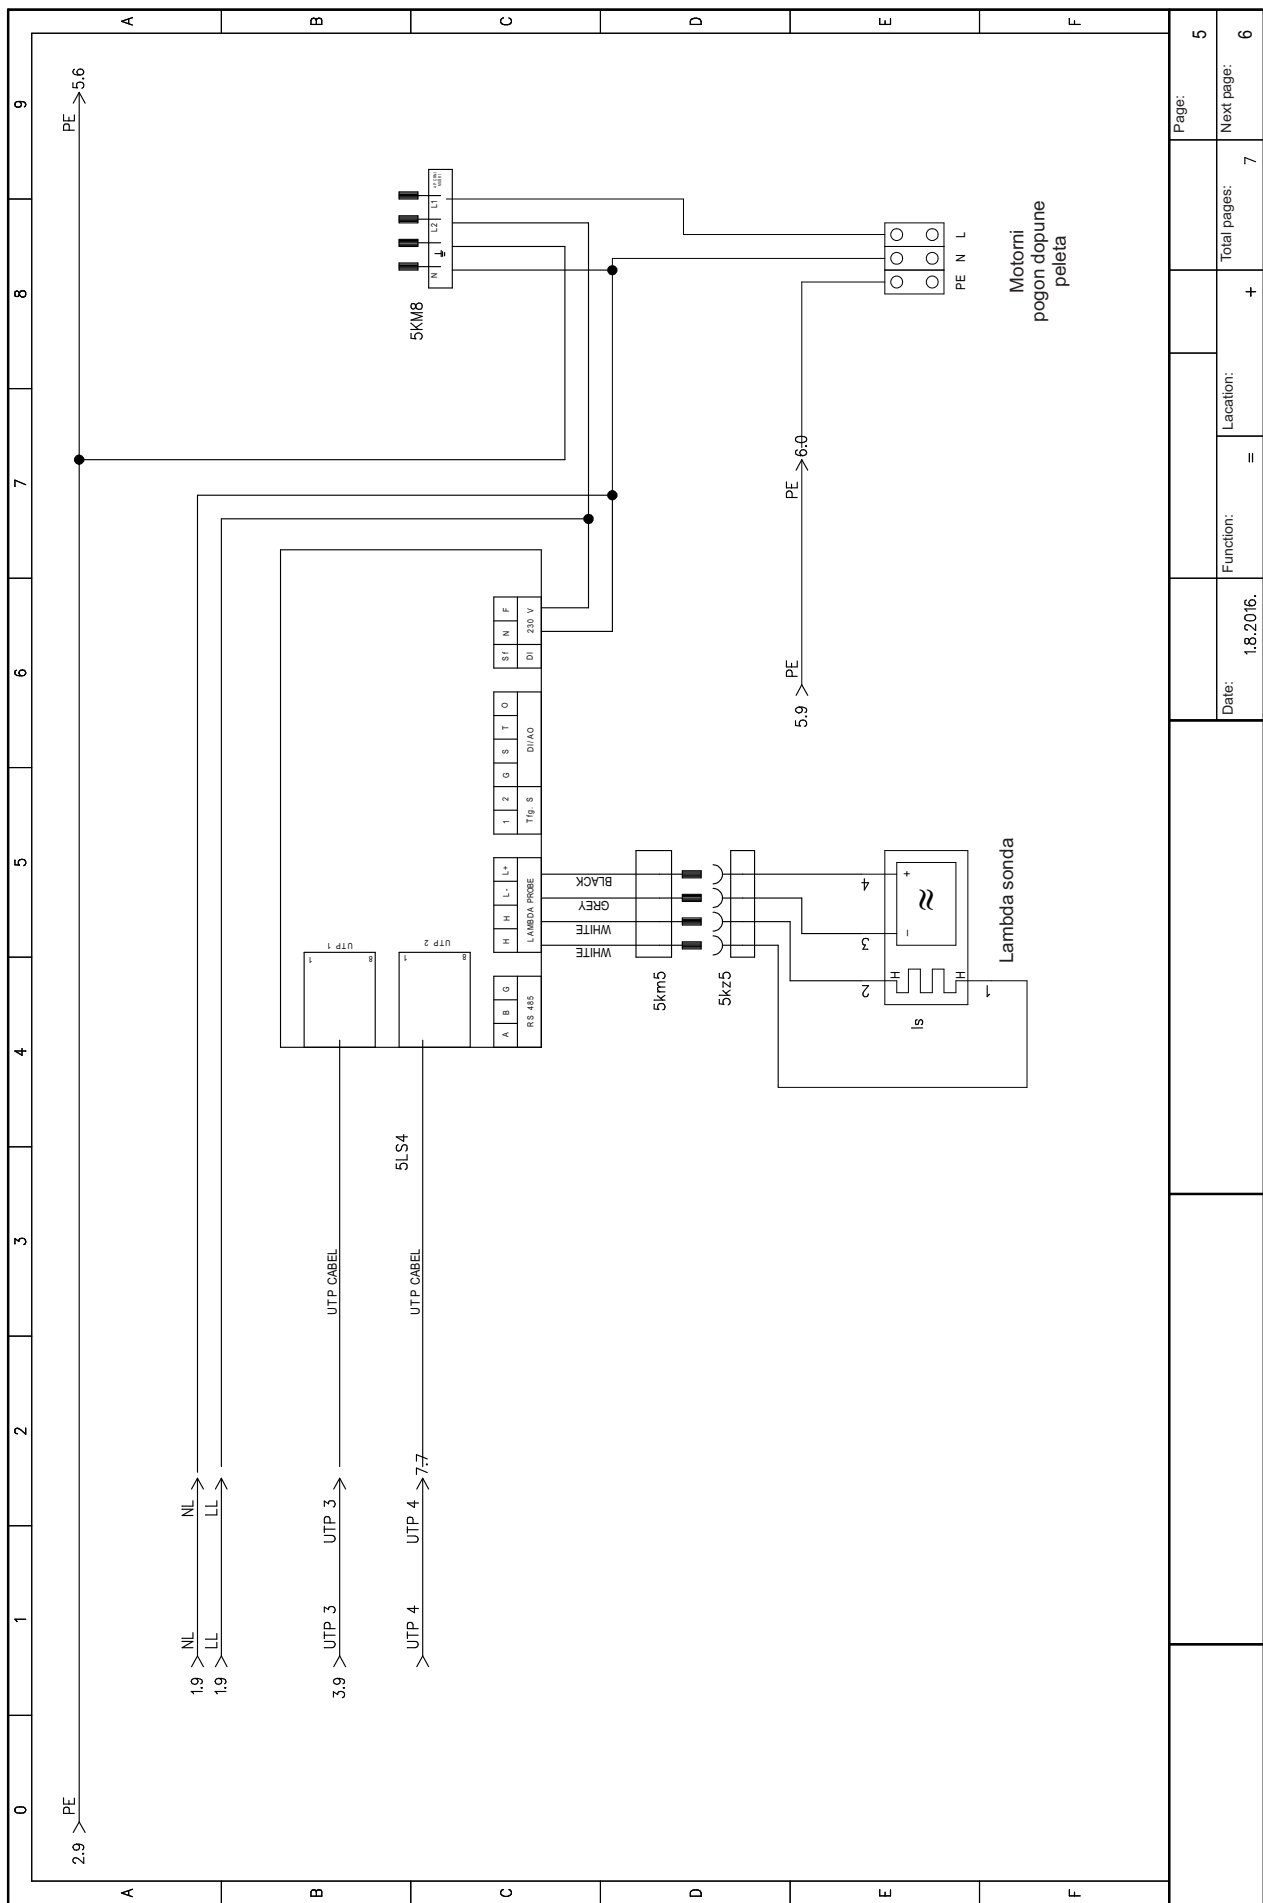 0 1 2 3 4 5 6 7 8 9
A A
B B
C C
D D
E E
F F
2.9 PE
PE 5.6
1.9 NL
NL
1.9 LL
LL
3.9 UTP 3
UTP 3
UTP CABEL
UTP 4
UTP 4
7.7
UTP CABEL
5LS4
1 UTP 1 8
1 UTP 2 8
A B G
RS 485
H H L- L+
LAMBDA PROBE
1 2 G S T O
Tfg. S DI/AO
Sf N F
DI 230 V
5KM8
N L2 L1
WHITE
WHITE
GREY
BLACK
5km5
5kz5
2 3 4
H H
- +
≈
1
ls
Lambda sonda
5.9 PE
PE 6.0
PE N L
Motorni
pogon dopune
peleta
Date: 1.8.2016.
Function: =
Lacation: +
Total pages: 7
Page: 5
Next page: 6